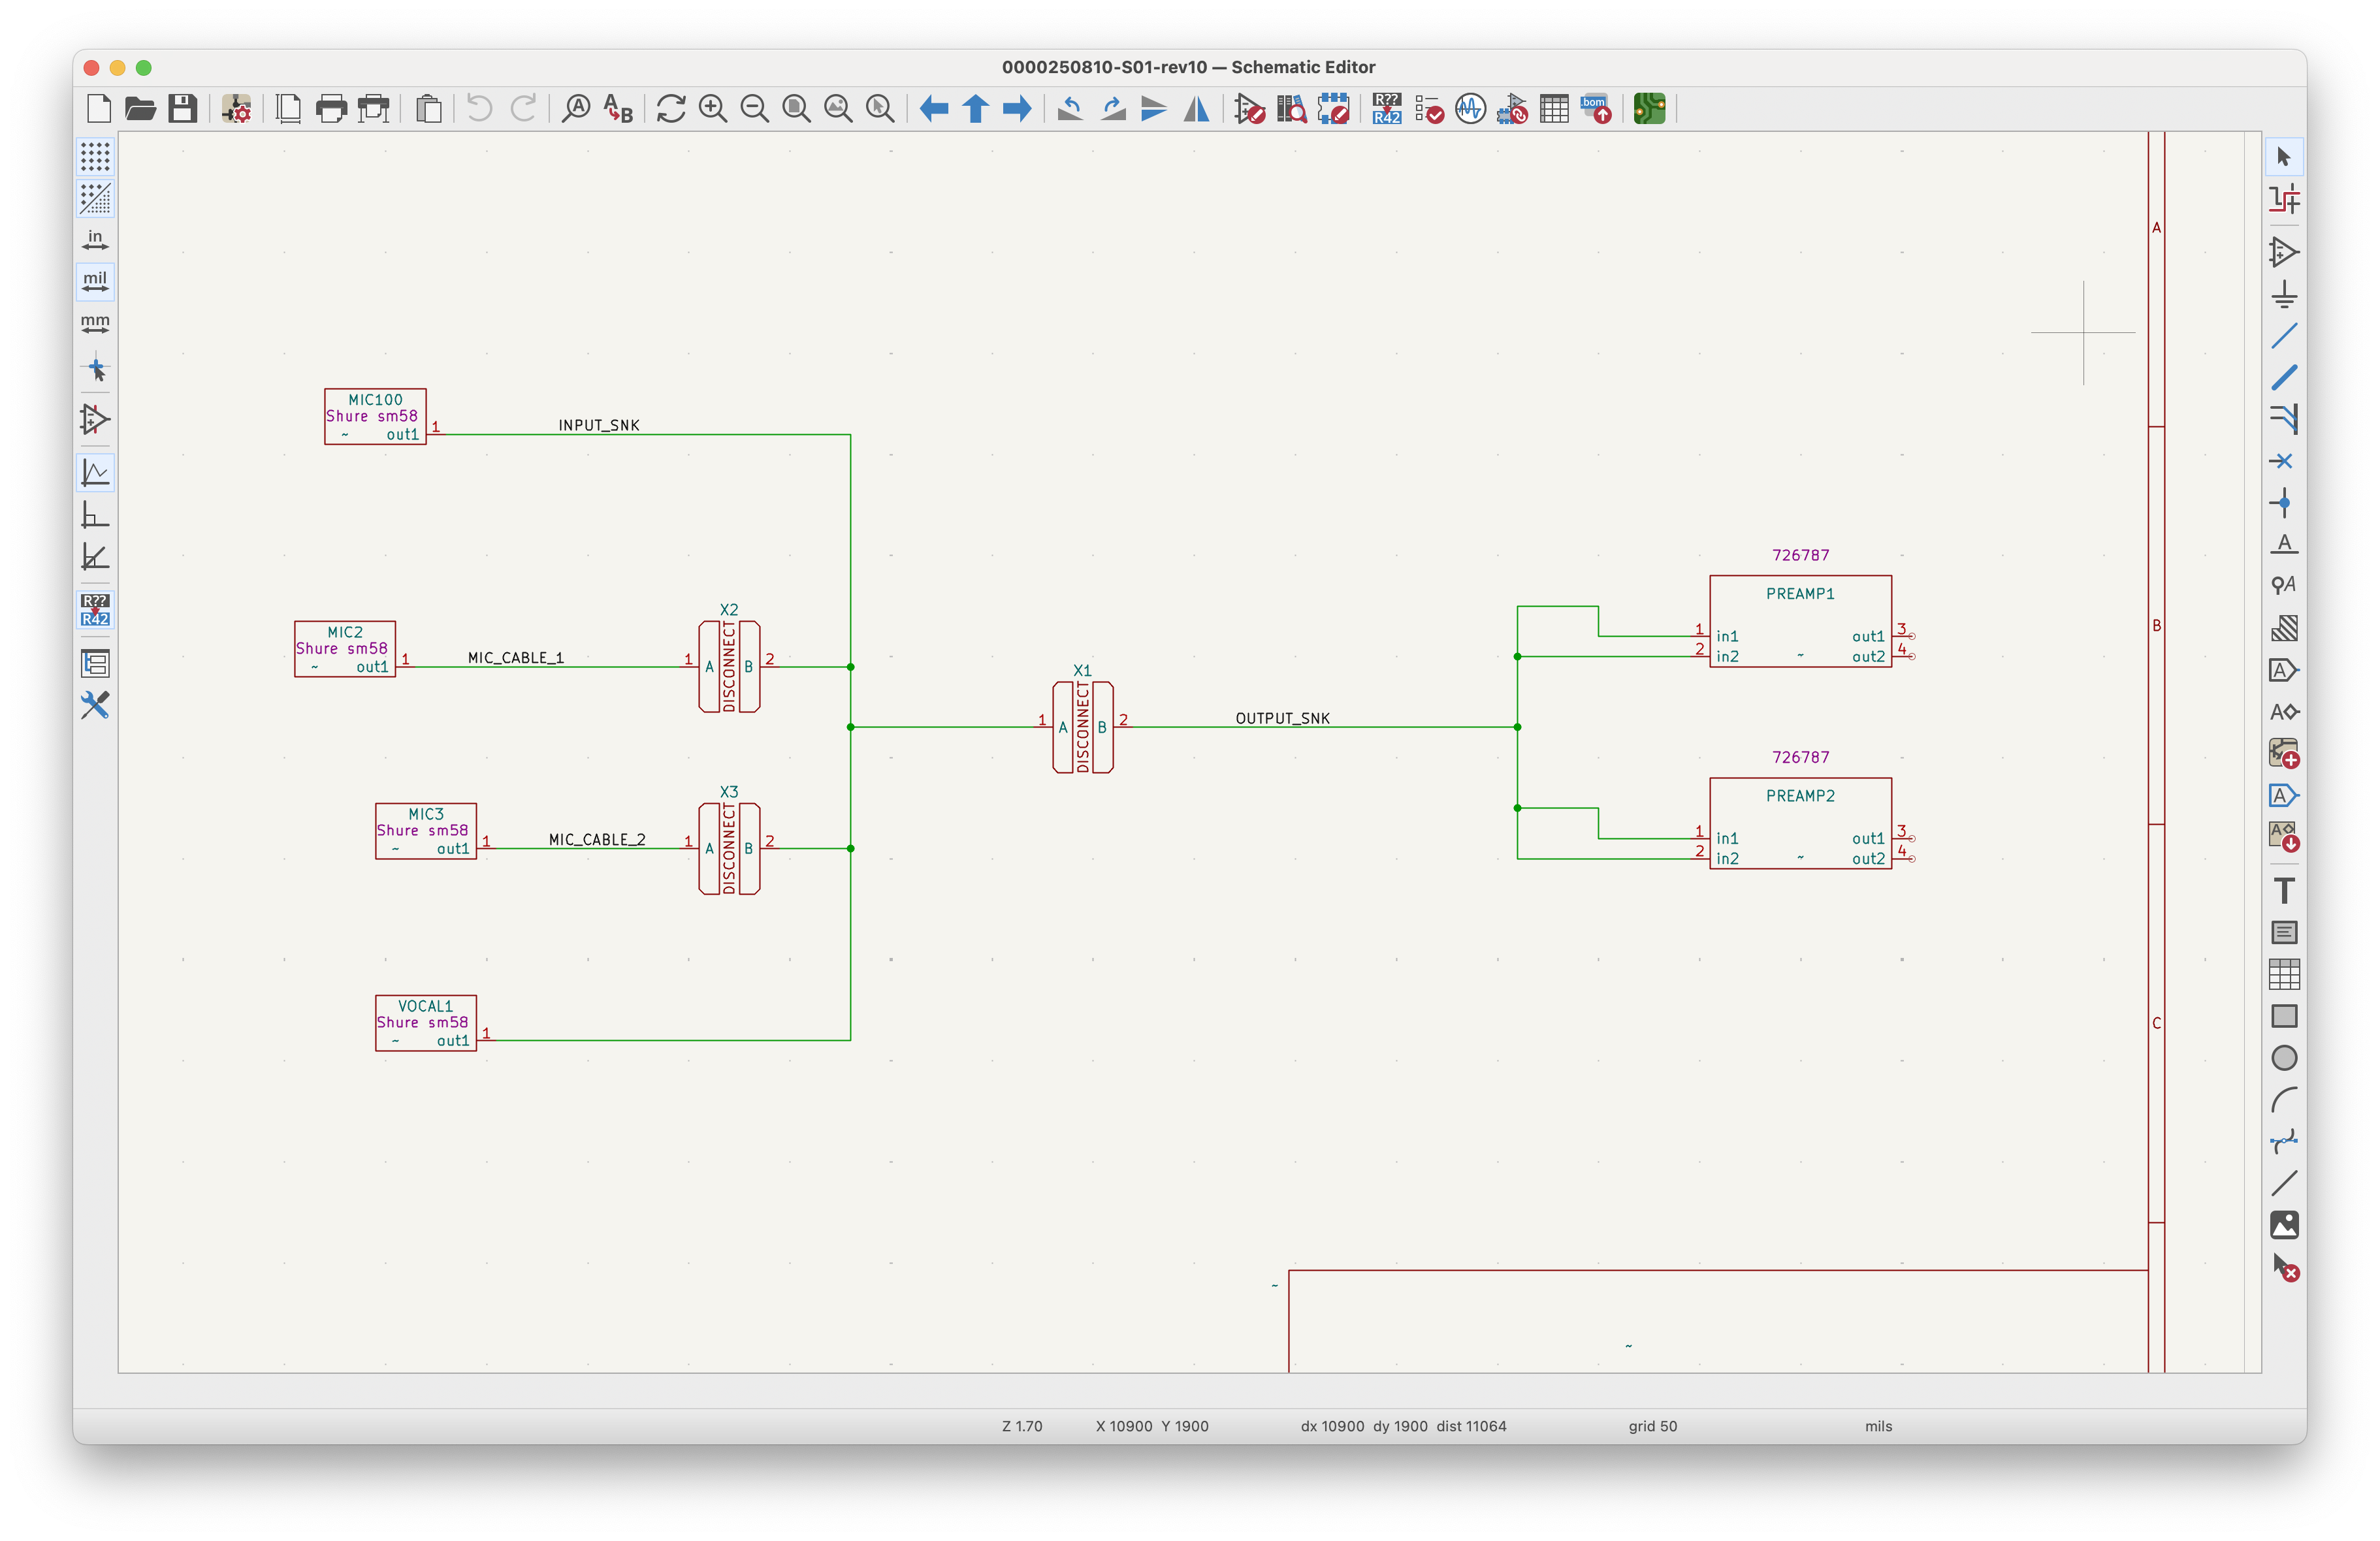 0000250810-S01-rev10 — Schematic Editor
A
A B
R??
R42
.bom
in
mil
mm
R??
R42
A
A
A
A
A
A
T
A
B
C
MIC100
Shure sm58
~ out1
1
INPUT_SNK
MIC2
Shure sm58
~ out1
1
MIC_CABLE_1
X2
1
A
DISCONNECT
B
2
MIC3
Shure sm58
~ out1
1
MIC_CABLE_2
X3
1
A
DISCONNECT
B
2
VOCAL1
Shure sm58
~ out1
1
X1
1
A
DISCONNECT
B
2
OUTPUT_SNK
726787
PREAMP1
1 in1 out1 3
2 in2 ~ out2 4
726787
PREAMP2
1 in1 out1 3
2 in2 ~ out2 4
~
~
Z 1.70 X 10900 Y 1900 dx 10900 dy 1900 dist 11064 grid 50 mils